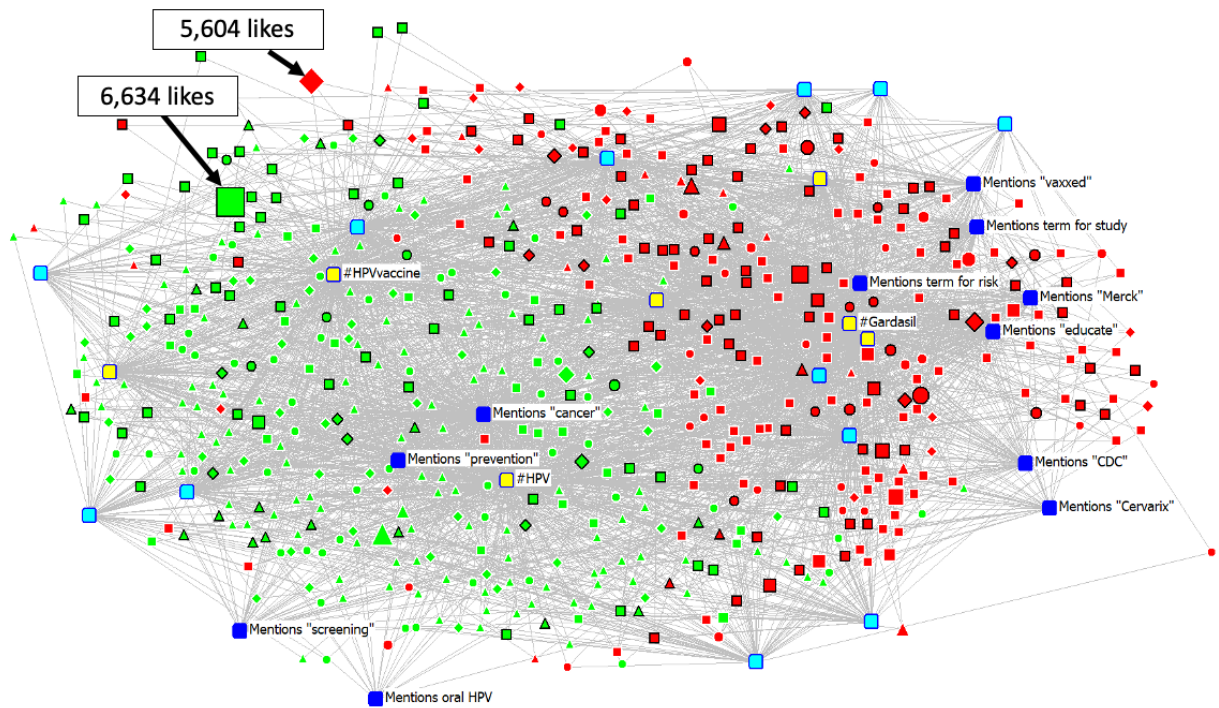 5,604 likes
6,634 likes
Mentions "vaxxed"
Mentions term for study
#HPVvaccine
Mentions term for risk
Mentions "Merck"
#Gardasil
Mentions "educate"
Mentions "cancer"
Mentions "prevention"
#HPV
Mentions "CDC"
Mentions "Cervarix"
Mentions "screening"
Mentions oral HPV